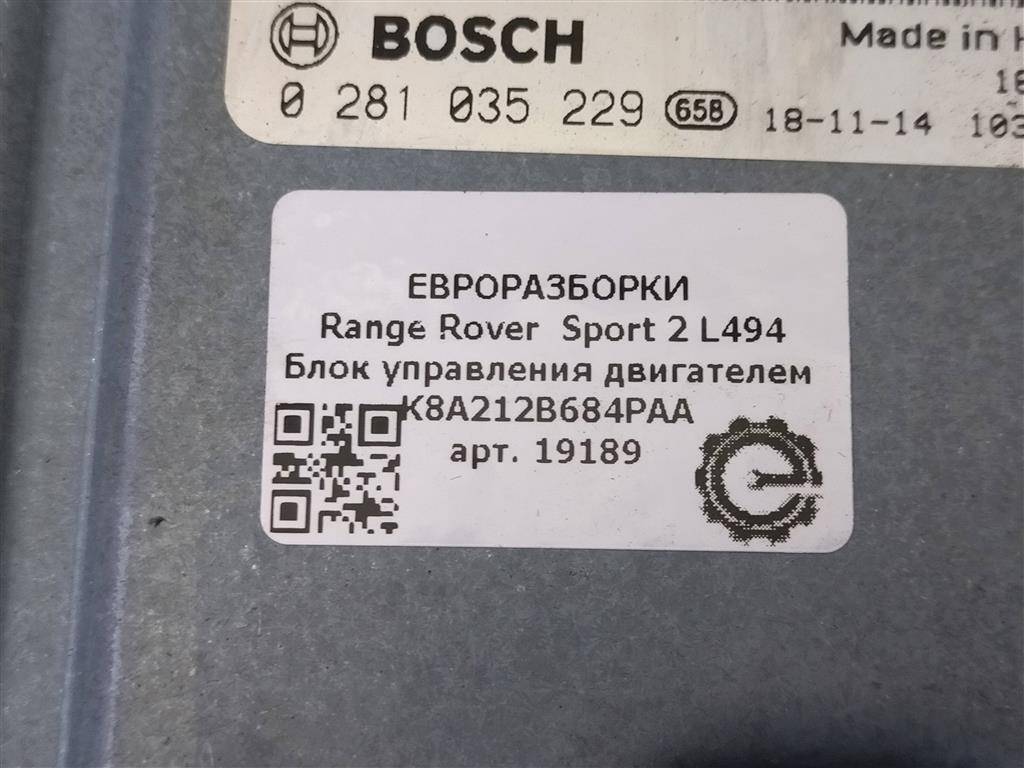 BOSCH
Made in
0 281 035 229 65B 18-11-14 103
ЕВРОРАЗБОРКИ
Range Rover Sport 2 L494
Блок управления двигателем
K8A212B684PAA
арт. 19189